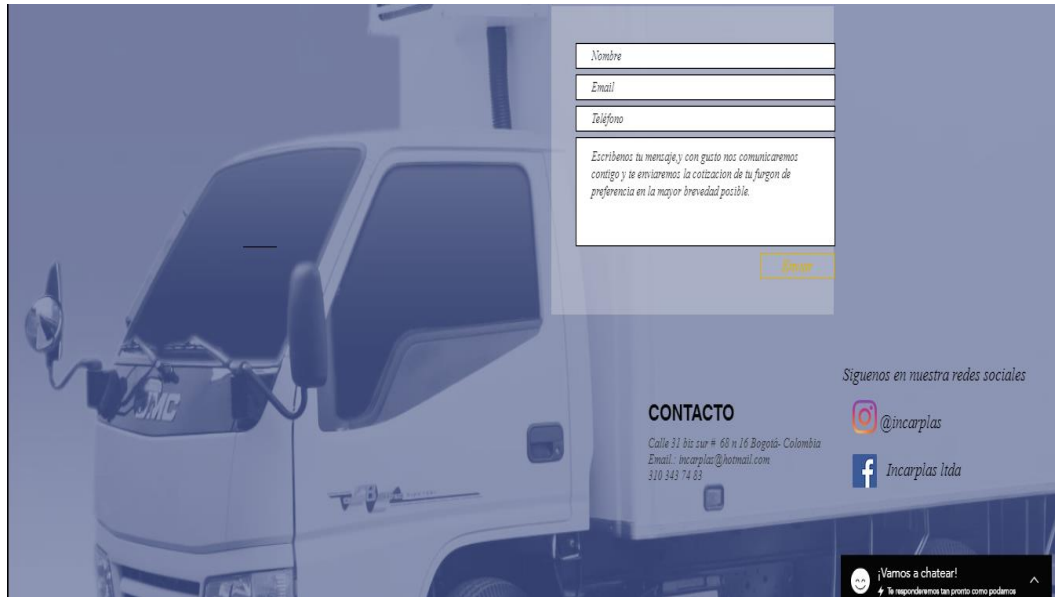 Nombre
Email
Teléfono
Escribenos tu mensaje,y con gusto nos comunicaremos
contigo y te enviaremos la cotizacion de tu furgon de
preferencia en la mayor brevedad posible.
Enviar
JMC
Siguenos en nuestra redes sociales
@incarplas
Incarplas ltda
CONTACTO
Calle 31 bis sur # 68 n 16 Bogotá- Colombia
Email.: incarplas@hotmail.com
310 343 74 83
¡Vamos a chatear!
Te responderemos tan pronto como podamos